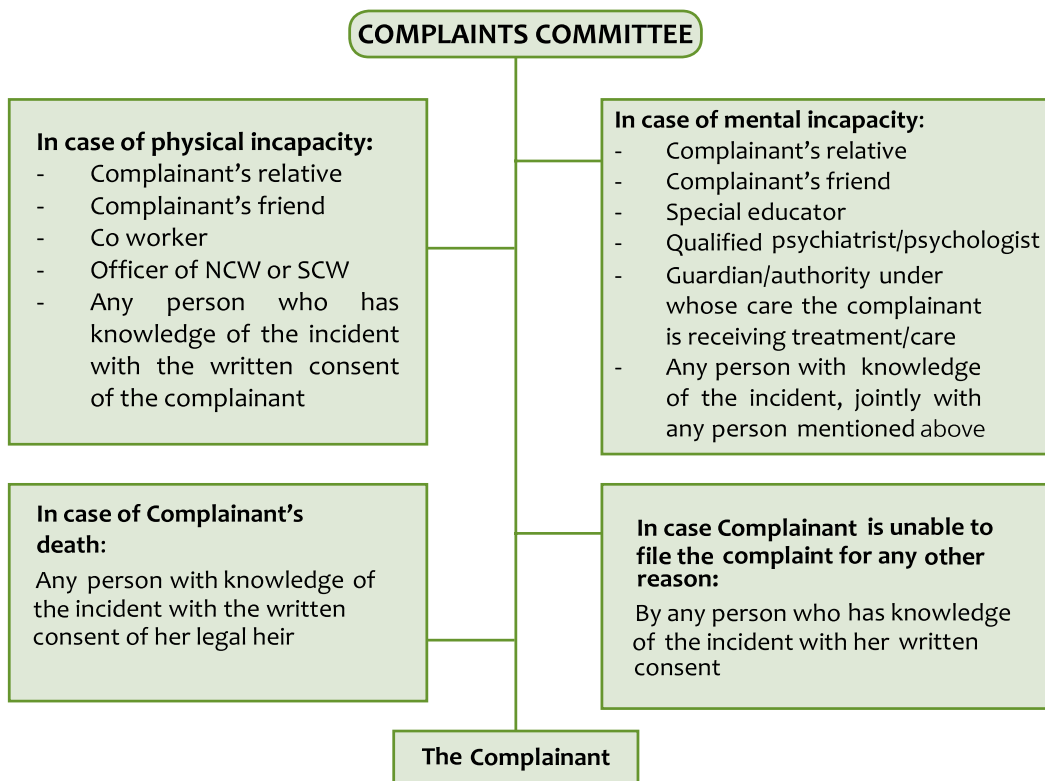 COMPLAINTS COMMITTEE
In case of physical incapacity:
- Complainant’s relative
- Complainant’s friend
- Co worker
- Officer of NCW or SCW
- Any person who has
knowledge of the incident
with the written consent
of the complainant
In case of mental incapacity:
- Complainant’s relative
- Complainant’s friend
- Special educator
- Qualified psychiatrist/psychologist
- Guardian/authority under
whose care the complainant
is receiving treatment/care
- Any person with knowledge
of the incident, jointly with
any person mentioned above
In case of Complainant’s
death:
Any person with knowledge of
the incident with the written
consent of her legal heir
In case Complainant is unable to
file the complaint for any other
reason:
By any person who has knowledge
of the incident with her written
consent
The Complainant